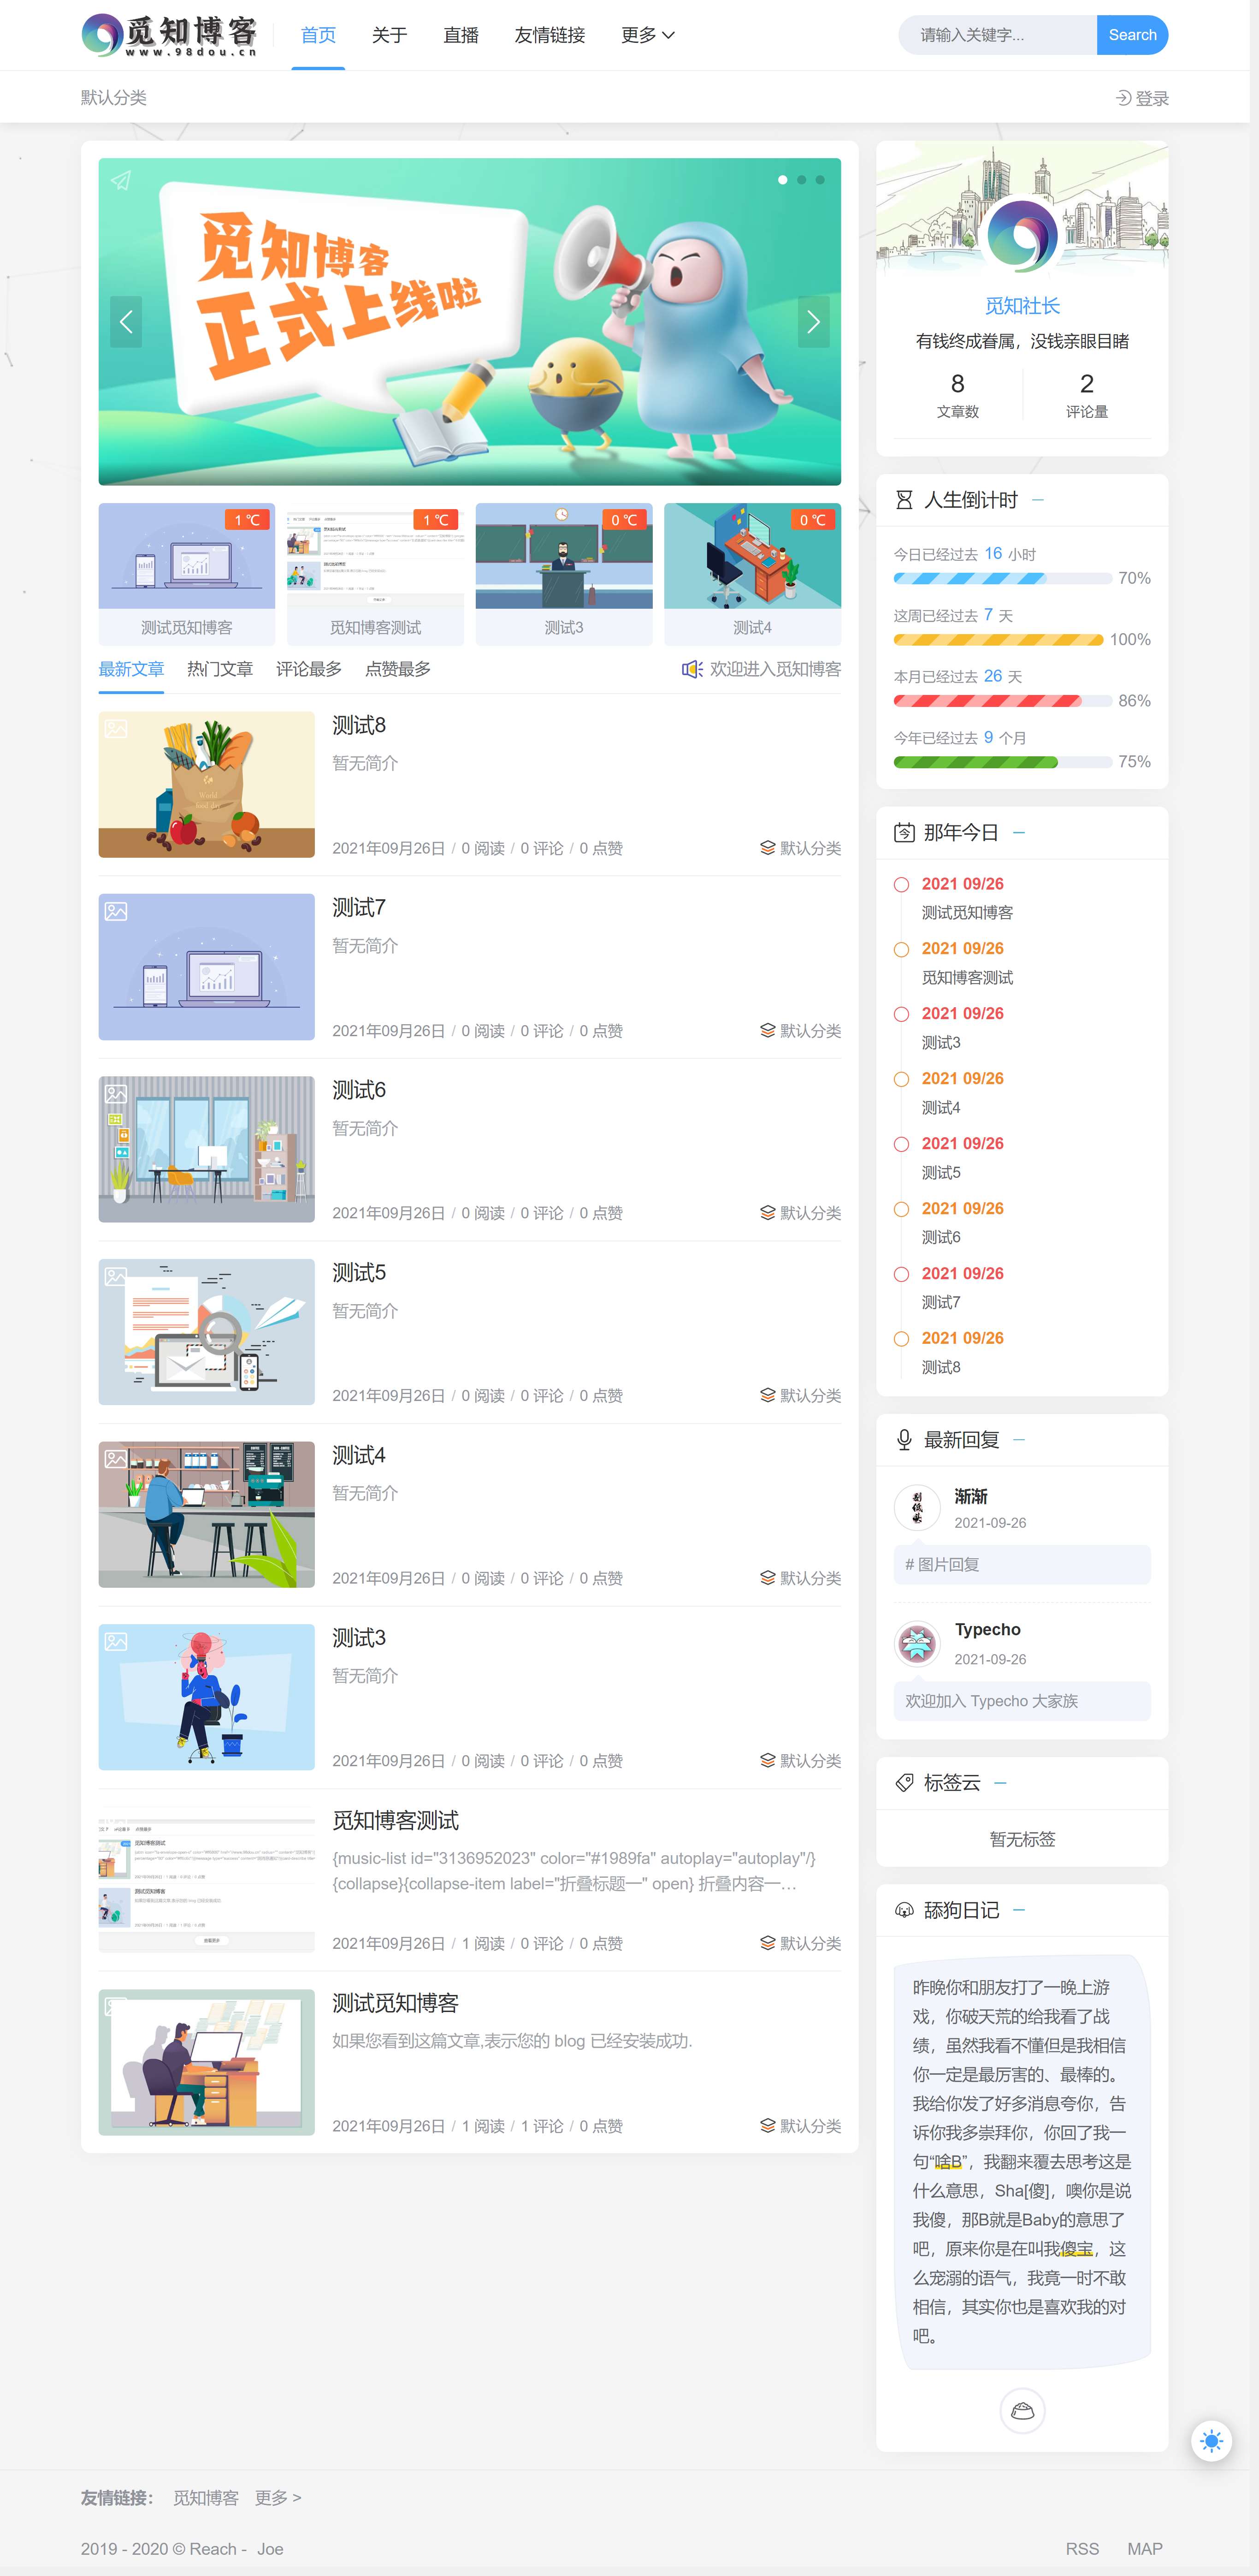 觅知博客
www.98dou.cn
首页 关于 直播 友情链接 更多
请输入关键字...
Search
默认分类
登录
觅知博客
正式上线啦
1 ℃
测试觅知博客
1 ℃
觅知博客测试
0 ℃
测试3
0 ℃
测试4
最新文章 热门文章 评论最多 点赞最多
欢迎进入觅知博客
测试8
暂无简介
2021年09月26日 / 0 阅读 / 0 评论 / 0 点赞
默认分类
测试7
暂无简介
2021年09月26日 / 0 阅读 / 0 评论 / 0 点赞
默认分类
测试6
暂无简介
2021年09月26日 / 0 阅读 / 0 评论 / 0 点赞
默认分类
测试5
暂无简介
2021年09月26日 / 0 阅读 / 0 评论 / 0 点赞
默认分类
测试4
暂无简介
2021年09月26日 / 0 阅读 / 0 评论 / 0 点赞
默认分类
测试3
暂无简介
2021年09月26日 / 0 阅读 / 0 评论 / 0 点赞
默认分类
觅知博客测试
{music-list id="3136952023" color="#1989fa" autoplay="autoplay"/}
{collapse}{collapse-item label="折叠标题一" open} 折叠内容一…
2021年09月26日 / 1 阅读 / 0 评论 / 0 点赞
默认分类
测试觅知博客
如果您看到这篇文章,表示您的 blog 已经安装成功.
2021年09月26日 / 1 阅读 / 1 评论 / 0 点赞
默认分类
觅知社长
有钱终成眷属，没钱亲眼目睹
8
文章数
2
评论量
人生倒计时
今日已经过去 16 小时
70%
这周已经过去 7 天
100%
本月已经过去 26 天
86%
今年已经过去 9 个月
75%
那年今日
2021 09/26
测试觅知博客
2021 09/26
觅知博客测试
2021 09/26
测试3
2021 09/26
测试4
2021 09/26
测试5
2021 09/26
测试6
2021 09/26
测试7
2021 09/26
测试8
最新回复
渐渐
2021-09-26
# 图片回复
Typecho
2021-09-26
欢迎加入 Typecho 大家族
标签云
暂无标签
舔狗日记
昨晚你和朋友打了一晚上游
戏，你破天荒的给我看了战
绩，虽然我看不懂但是我相信
你一定是最厉害的、最棒的。
我给你发了好多消息夸你，告
诉你我多崇拜你，你回了我一
句“啥B”，我翻来覆去思考这是
什么意思，Sha[傻]，噢你是说
我傻，那B就是Baby的意思了
吧，原来你是在叫我傻宝，这
么宠溺的语气，我竟一时不敢
相信，其实你也是喜欢我的对
吧。
友情链接： 觅知博客 更多 >
2019 - 2020 © Reach - Joe
RSS MAP